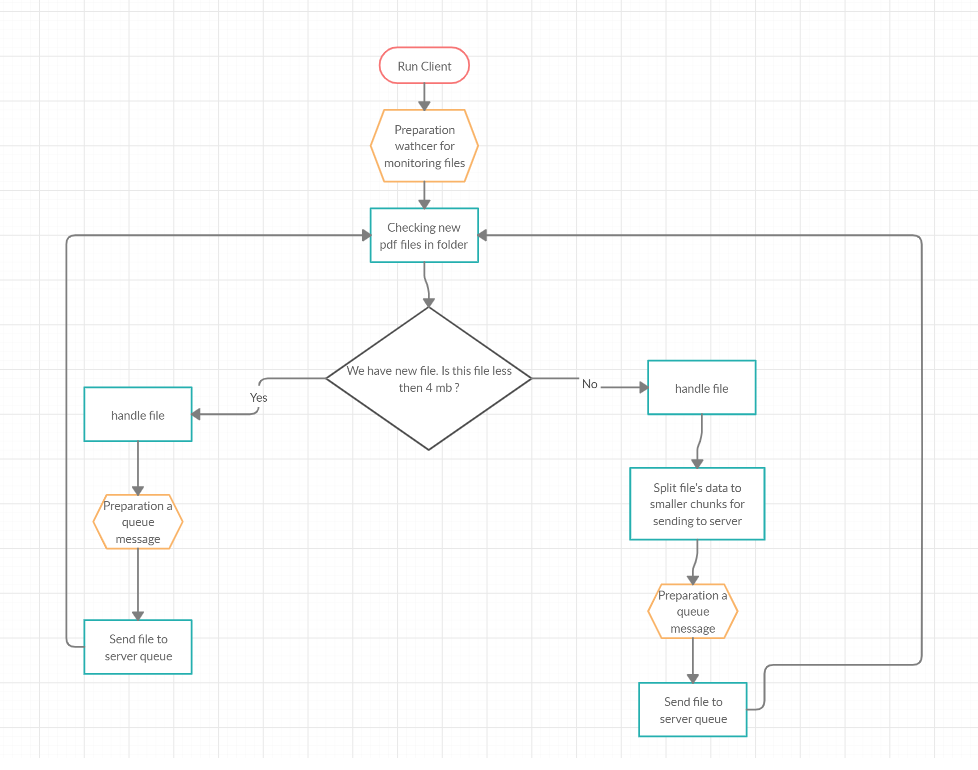 Run Client
Preparation
wathcer for
monitoring files
Checking new
pdf files in folder
We have new file. Is this file less
then 4 mb ?
Yes
No
handle file
Preparation a
queue
message
Send file to
server queue
handle file
Split file's data to
smaller chunks for
sending to server
Preparation a
queue
message
Send file to
server queue